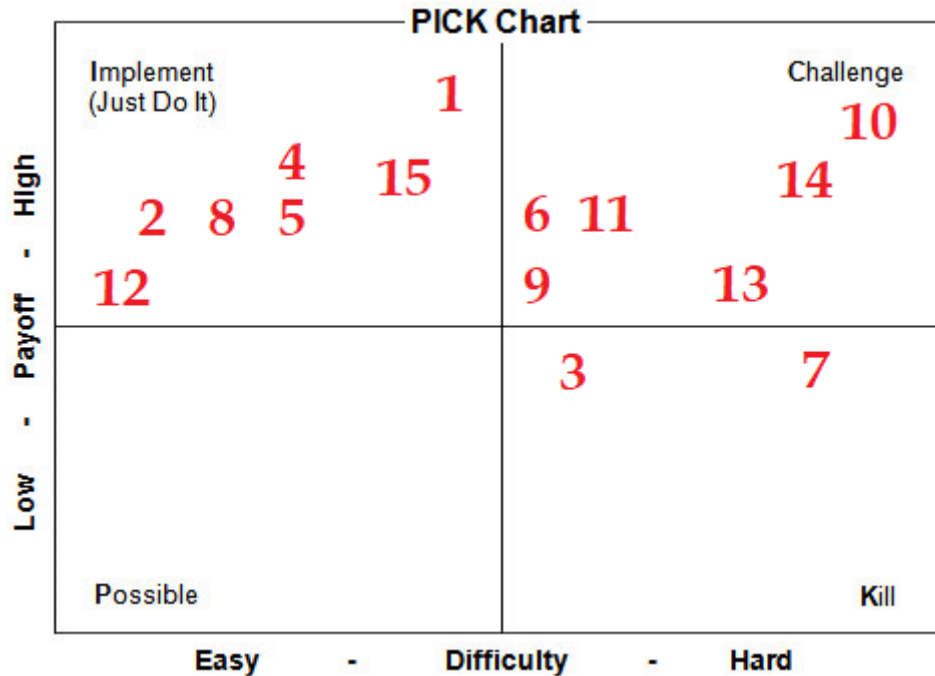 PICK Chart
Implement
(Just Do It)
Challenge
1
10
4
15
14
2
8
5
6
11
12
9
13
3
7
Possible
Kill
Low - Payoff - HIgh
Easy - Difficulty - Hard